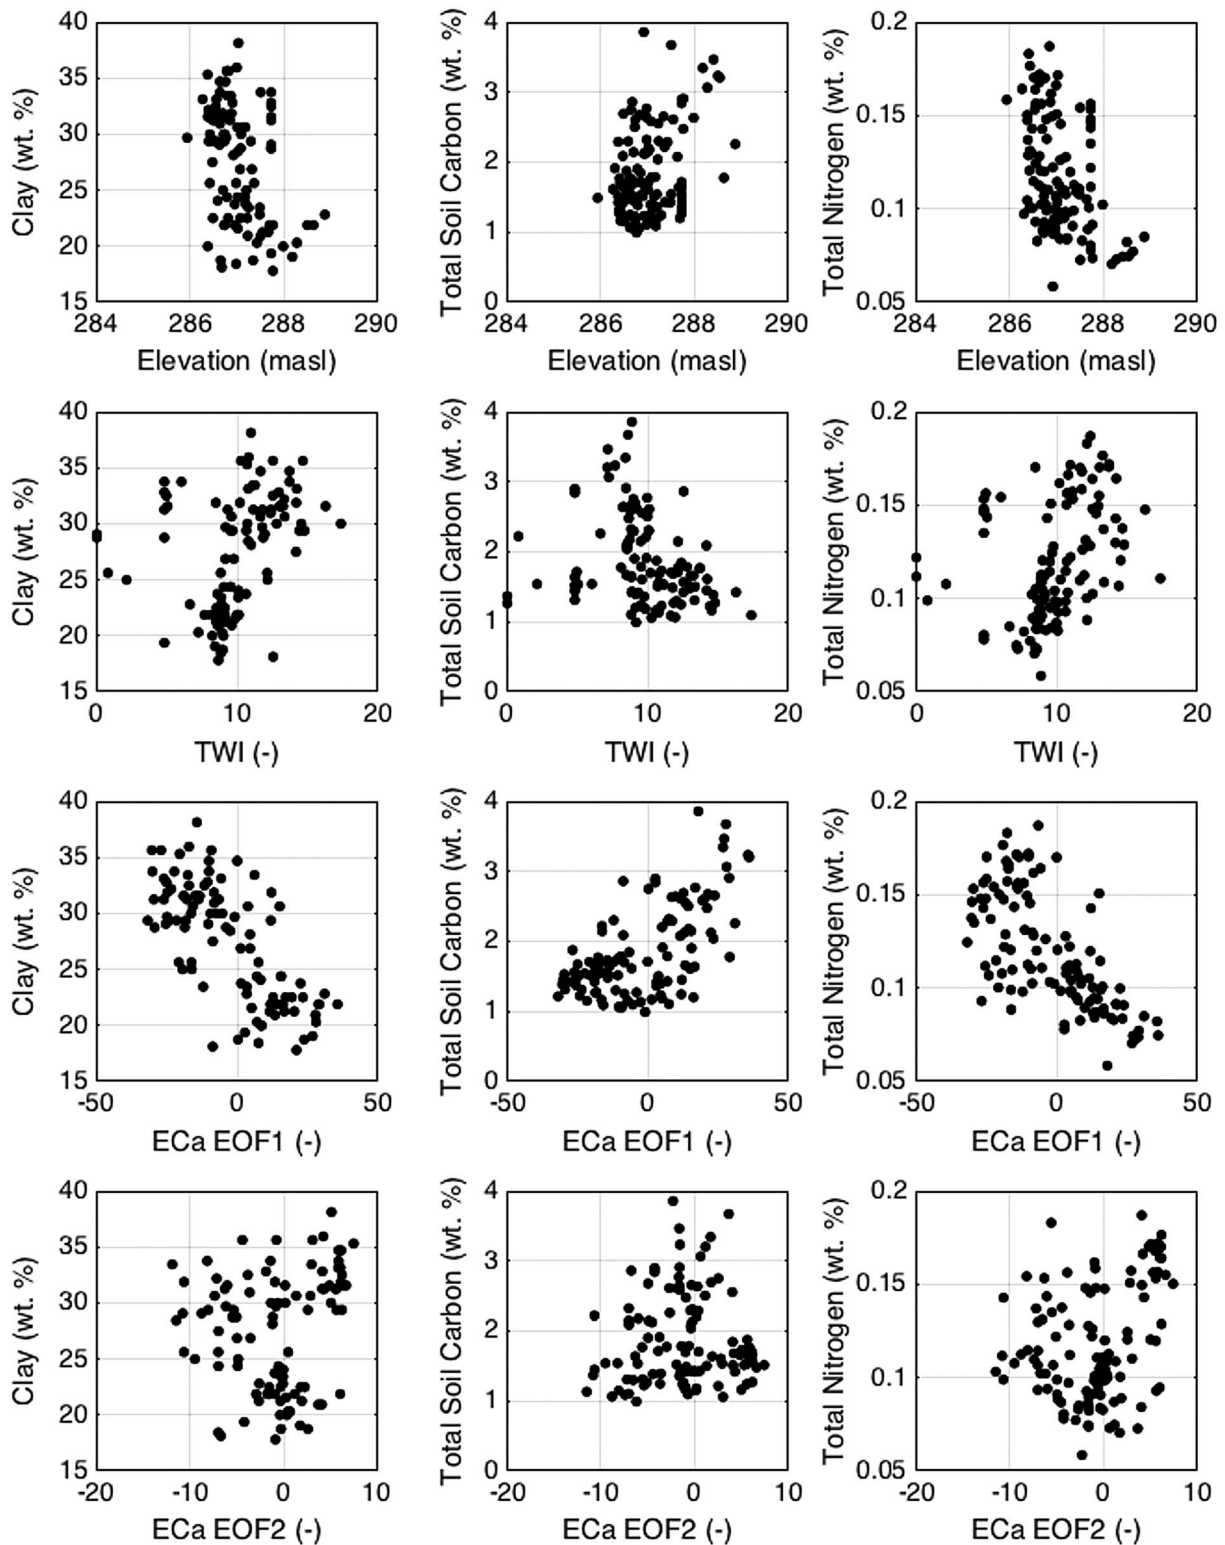 40
35
30
25
20
15
Clay (wt. %)
284 286 288 290
Elevation (masl)
4
3
2
1
0
Total Soil Carbon (wt. %)
284 286 288 290
Elevation (masl)
0.2
0.15
0.1
0.05
Total Nitrogen (wt. %)
284 286 288 290
Elevation (masl)
40
35
30
25
20
15
Clay (wt. %)
0 10 20
TWI (-)
4
3
2
1
0
Total Soil Carbon (wt. %)
0 10 20
TWI (-)
0.2
0.15
0.1
0.05
Total Nitrogen (wt. %)
0 10 20
TWI (-)
40
35
30
25
20
15
Clay (wt. %)
-50 0 50
ECa EOF1 (-)
4
3
2
1
0
Total Soil Carbon (wt. %)
-50 0 50
ECa EOF1 (-)
0.2
0.15
0.1
0.05
Total Nitrogen (wt. %)
-50 0 50
ECa EOF1 (-)
40
35
30
25
20
15
Clay (wt. %)
-20 -10 0 10
ECa EOF2 (-)
4
3
2
1
0
Total Soil Carbon (wt. %)
-20 -10 0 10
ECa EOF2 (-)
0.2
0.15
0.1
0.05
Total Nitrogen (wt. %)
-20 -10 0 10
ECa EOF2 (-)